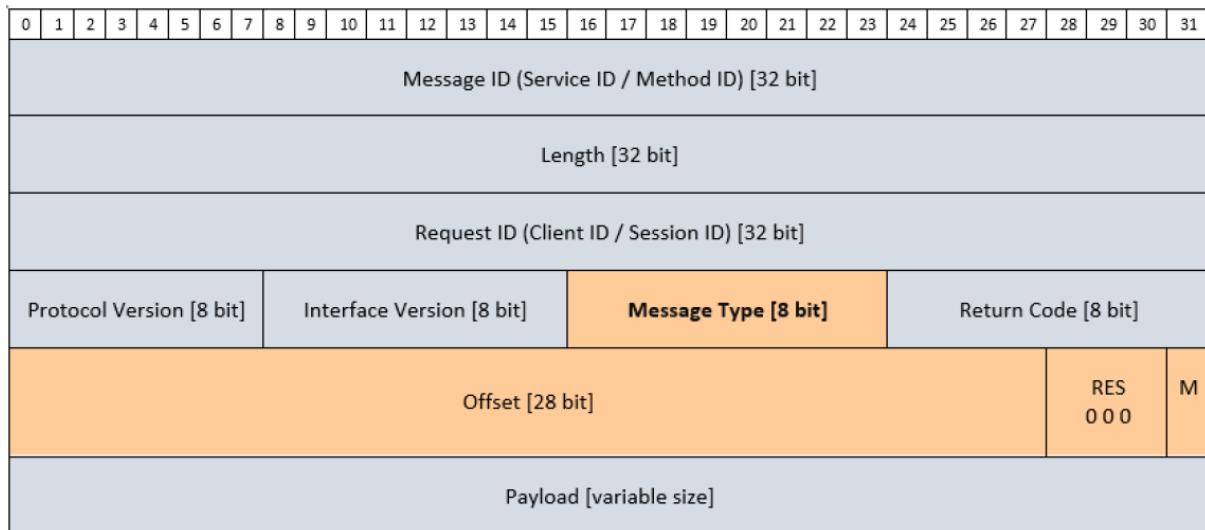 0 1 2 3 4 5 6 7 8 9 10 11 12 13 14 15 16 17 18 19 20 21 22 23 24 25 26 27 28 29 30 31
Message ID (Service ID / Method ID) [32 bit]
Length [32 bit]
Request ID (Client ID / Session ID) [32 bit]
Protocol Version [8 bit] Interface Version [8 bit] Message Type [8 bit] Return Code [8 bit]
Offset [28 bit] RES M
0 0 0
Payload [variable size]